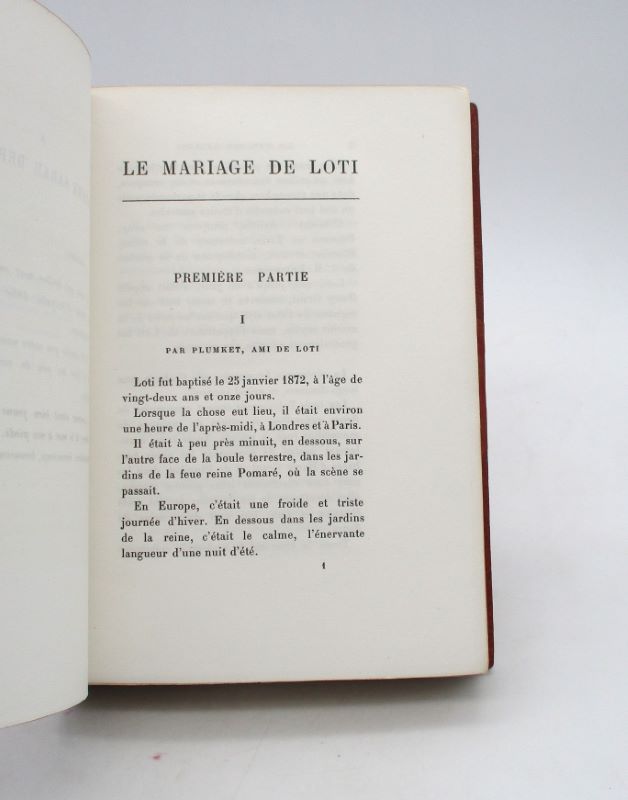 LE MARIAGE DE LOTI
PREMIÈRE PARTIE
I
PAR PLUMKET, AMI DE LOTI
Loti fut baptisé le 25 janvier 1872, à l'âge de
vingt-deux ans et onze jours.
Lorsque la chose eut lieu, il était environ
une heure de l'après-midi, à Londres et à Paris.
Il était à peu près minuit, en dessous, sur
l'autre face de la boule terrestre, dans les jar-
dins de la feue reine Pomaré, où la scène se
passait.
En Europe, c'était une froide et triste
journée d'hiver. En dessous dans les jardins
de la reine, c'était le calme, l'énervante
langueur d'une nuit d'été.
1